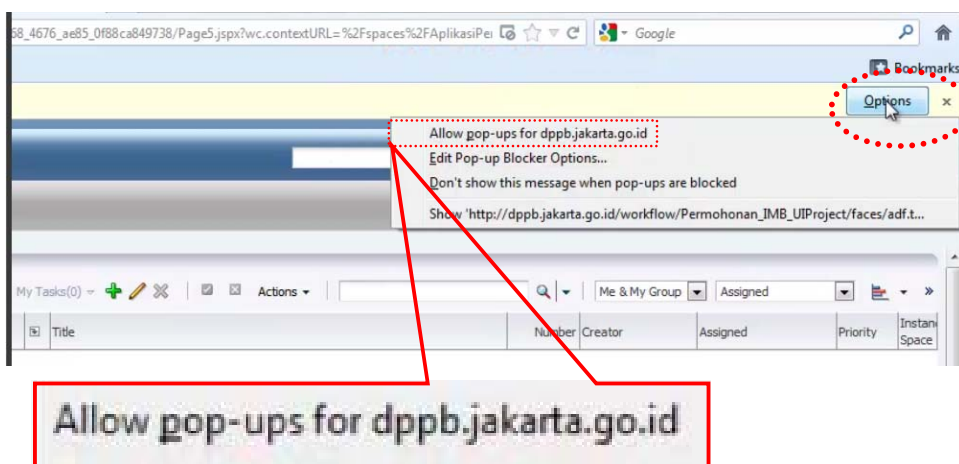 58_4676_ae85_0f88ca849738/Page5.jspx?wc.contextURL=%2Fspaces%2FAplikasiPei Google
Bookmarks
Options ×
Allow pop-ups for dppb.jakarta.go.id
Edit Pop-up Blocker Options...
Don't show this message when pop-ups are blocked
Show 'http://dppb.jakarta.go.id/workflow/Permohonan_IMB_UIProject/faces/adf.t...
My Tasks(0) Actions Me & My Group Assigned »
Title Number Creator Assigned Priority Instan
Space
Allow pop-ups for dppb.jakarta.go.id